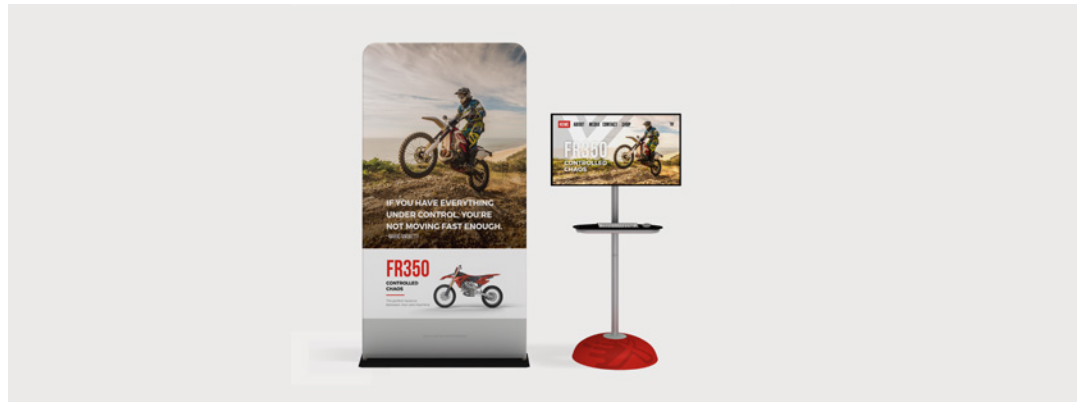 IF YOU HAVE EVERYTHING
UNDER CONTROL, YOU'RE
NOT MOVING FAST ENOUGH.
FR350
CONTROLLED
CHAOS
HOME ABOUT MEDIA CONTACT SHOP
FR350
CONTROLLED
CHAOS